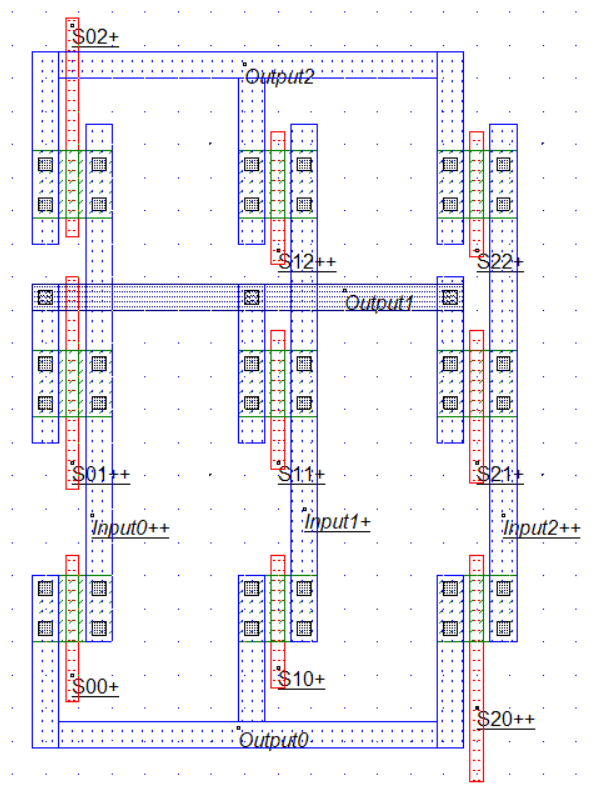 S02+
Output2
S12++
S22+
Output1
S01++
S11+
S21+
Input0++
Input1+
Input2++
S00+
S10+
S20++
Output0